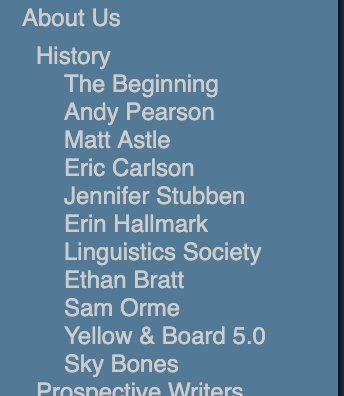 About Us
History
The Beginning
Andy Pearson
Matt Astle
Eric Carlson
Jennifer Stubben
Erin Hallmark
Linguistics Society
Ethan Bratt
Sam Orme
Yellow & Board 5.0
Sky Bones
Prospective Writers